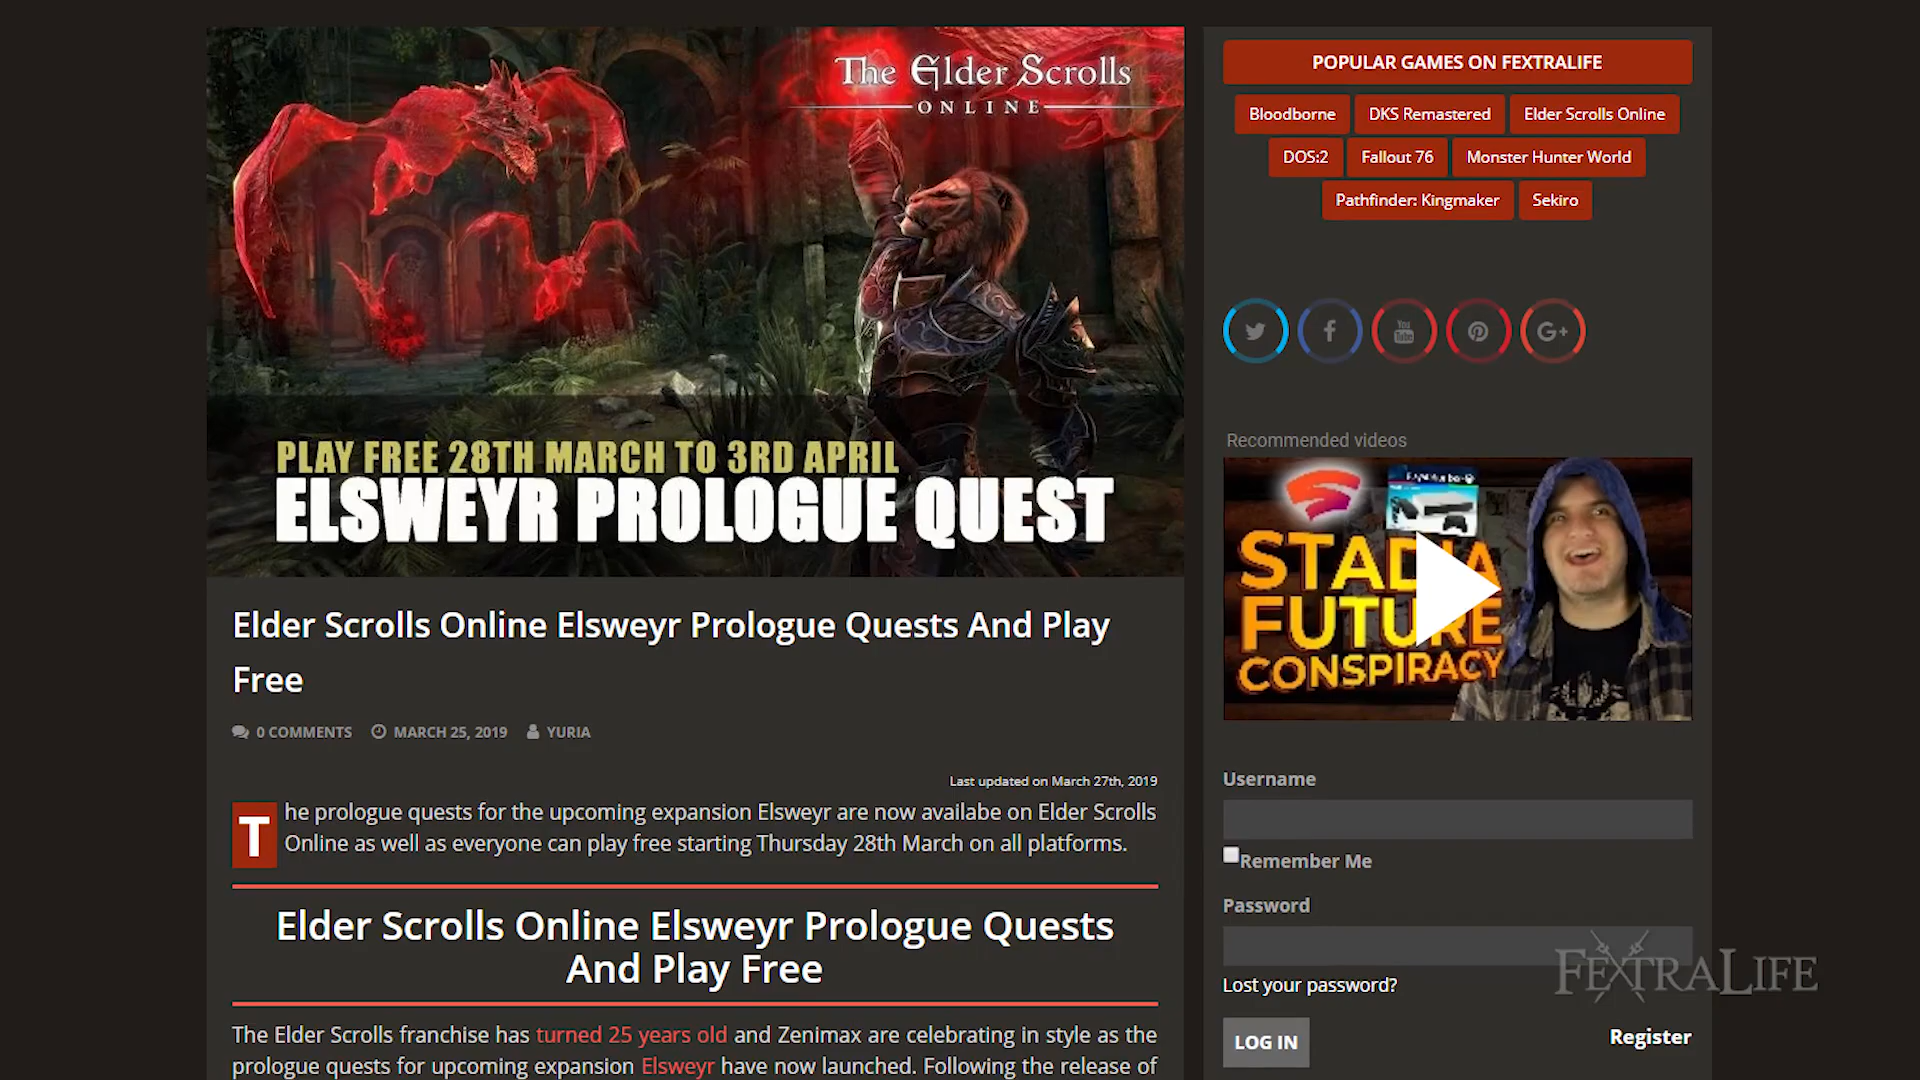 The Elder Scrolls
ONLINE
PLAY FREE 28TH MARCH TO 3RD APRIL
ELSWEYR PROLOGUE QUEST
Elder Scrolls Online Elsweyr Prologue Quests And Play
Free
0 COMMENTS MARCH 25, 2019 YURIA
Last updated on March 27th, 2019
The prologue quests for the upcoming expansion Elsweyr are now availabe on Elder Scrolls
Online as well as everyone can play free starting Thursday 28th March on all platforms.
Elder Scrolls Online Elsweyr Prologue Quests
And Play Free
The Elder Scrolls franchise has turned 25 years old and Zenimax are celebrating in style as the
prologue quests for upcoming expansion Elsweyr have now launched. Following the release of
POPULAR GAMES ON FEXTRALIFE
Bloodborne DKS Remastered Elder Scrolls Online
DOS:2 Fallout 76 Monster Hunter World
Pathfinder: Kingmaker Sekiro
You
Tube
G+
Recommended videos
STADIA
FUTURE
CONSPIRACY
Username
Remember Me
Password
Lost your password?
LOG IN Register
FEXTRALIFE